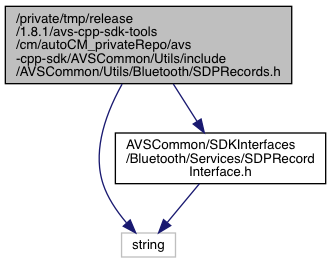 /private/tmp/release
/1.8.1/avs-cpp-sdk-tools
/cm/autoCM_privateRepo/avs
-cpp-sdk/AVSCommon/Utils/include
/AVSCommon/Utils/Bluetooth/SDPRecords.h
AVSCommon/SDKInterfaces
/Bluetooth/Services/SDPRecord
Interface.h
string